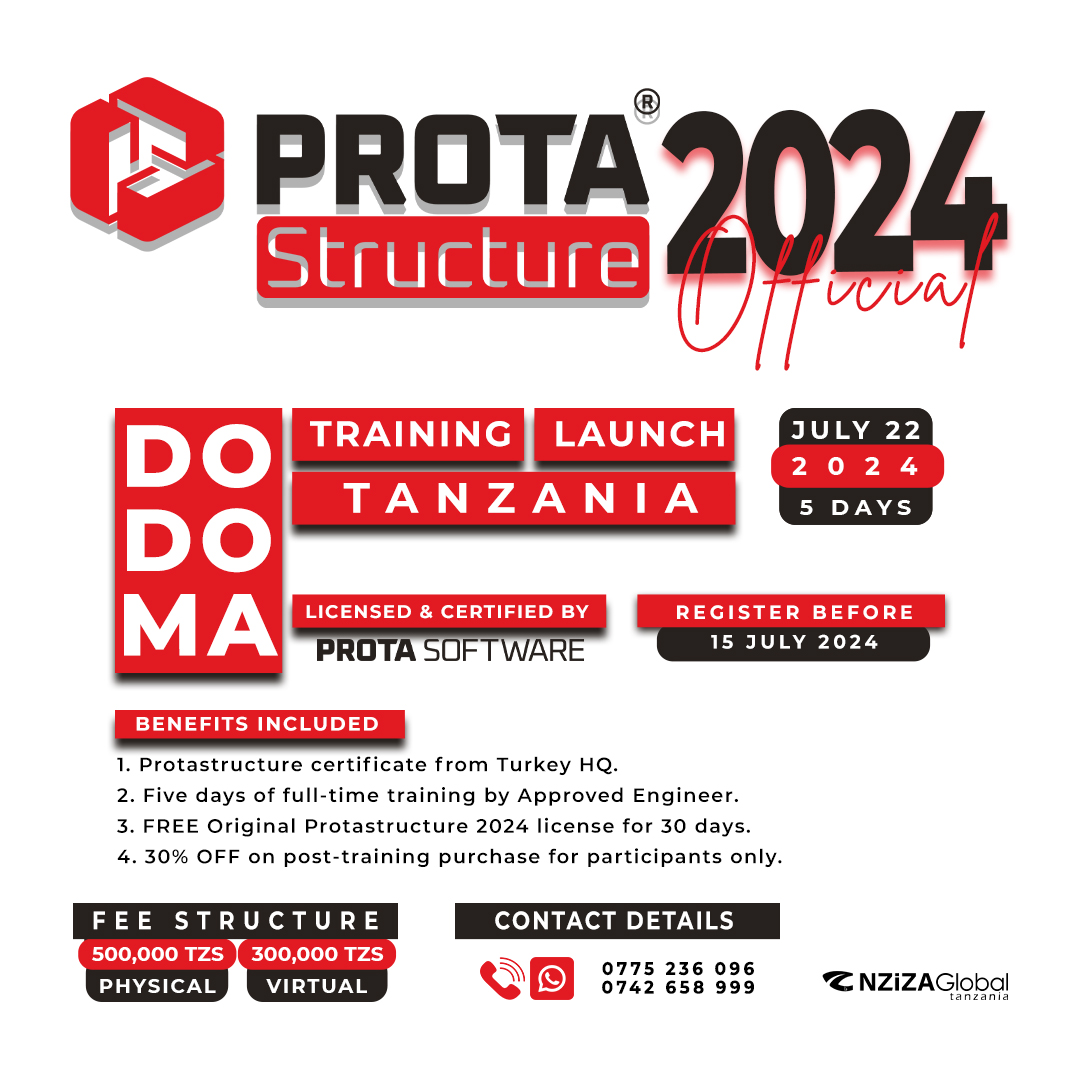 PROTA® 2024
Structure Official
DO
DO
MA
TRAINING LAUNCH
TANZANIA
JULY 22
2024
5 DAYS
LICENSED & CERTIFIED BY
PROTA SOFTWARE
REGISTER BEFORE
15 JULY 2024
BENEFITS INCLUDED
1. Protastructure certificate from Turkey HQ.
2. Five days of full-time training by Approved Engineer.
3. FREE Original Protastructure 2024 license for 30 days.
4. 30% OFF on post-training purchase for participants only.
FEE STRUCTURE
500,000 TZS 300,000 TZS
PHYSICAL VIRTUAL
CONTACT DETAILS
0775 236 096
0742 658 999
NZiZAGlobal
tanzania